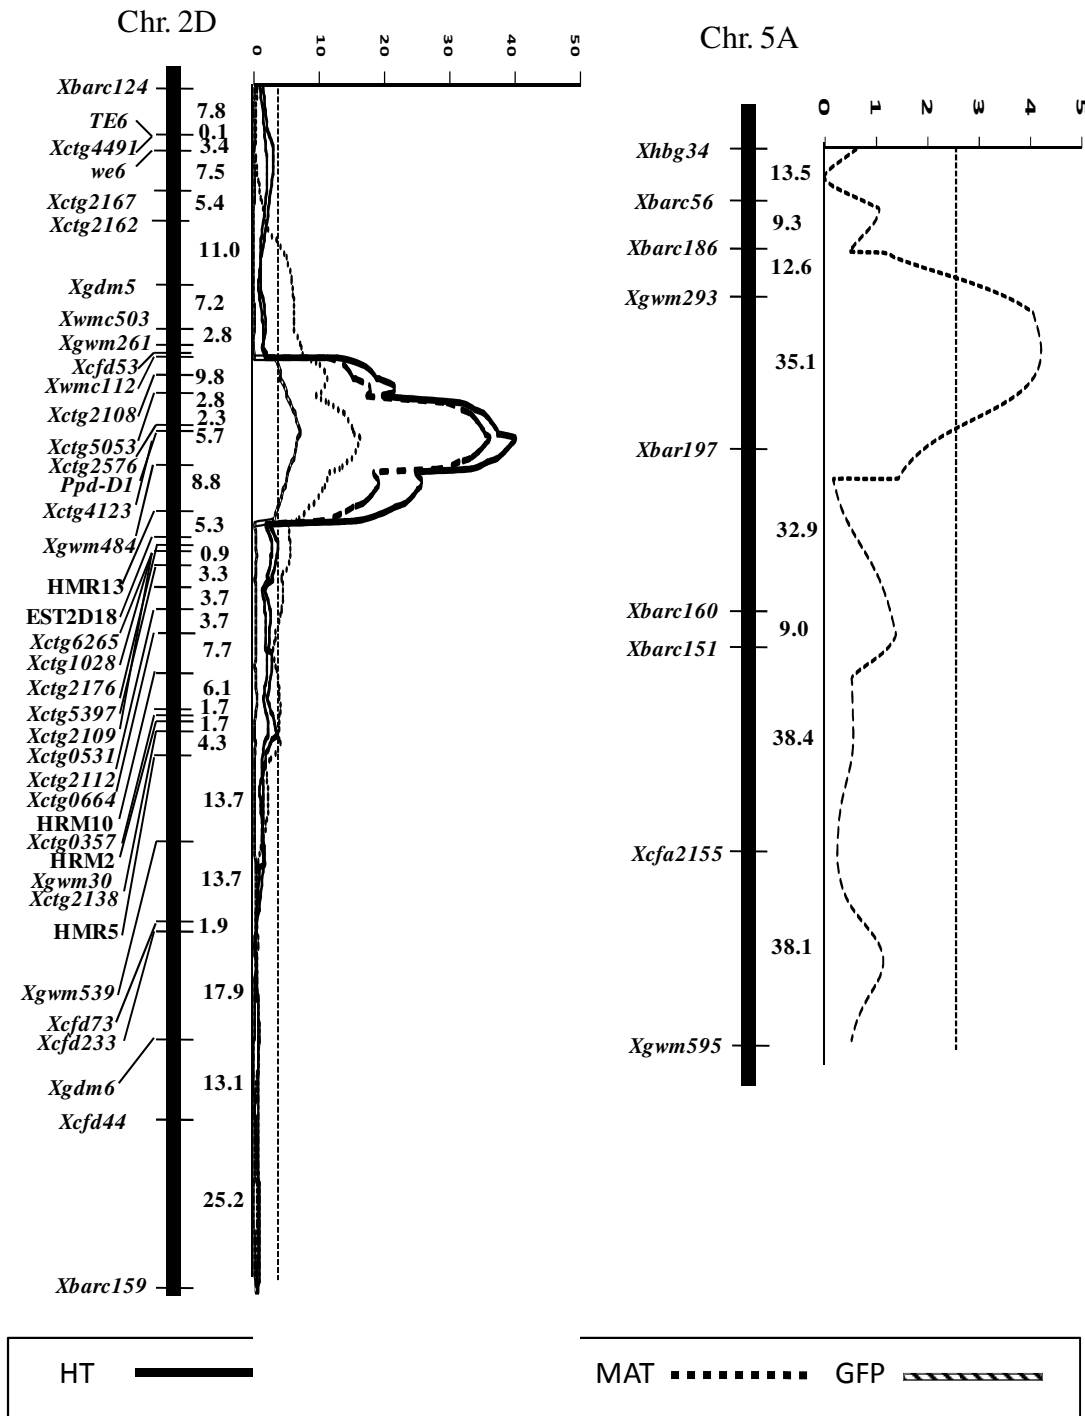 Chr. 2D
0 10 20 30 40 50
Xbarc124
TE6
Xctg4491
we6
Xctg2167
Xctg2162
Xgdm5
Xwmc503
Xgwm261
Xcfd53
Xwmc112
Xctg2108
Xctg5053
Xctg2576
Ppd-D1
Xctg4123
Xgwm484
HMR13
EST2D18
Xctg6265
Xctg1028
Xctg2176
Xctg5397
Xctg2109
Xctg0531
Xctg2112
Xctg0664
HRM10
Xctg0357
HRM2
Xgwm30
Xctg2138
HMR5
Xgwm539
Xcfd73
Xcfd233
Xgdm6
Xcfd44
Xbarc159
7.8
0.1
3.4
7.5
5.4
11.0
7.2
2.8
9.8
2.8
2.3
5.7
8.8
5.3
0.9
3.3
3.7
3.7
7.7
6.1
1.7
1.7
4.3
13.7
13.7
1.9
17.9
13.1
25.2
Chr. 5A
0 1 2 3 4 5
Xhbg34
Xbarc56
Xbarc186
Xgwm293
Xbar197
Xbarc160
Xbarc151
Xcfa2155
Xgwm595
13.5
9.3
12.6
35.1
32.9
9.0
38.4
38.1
HT MAT GFP